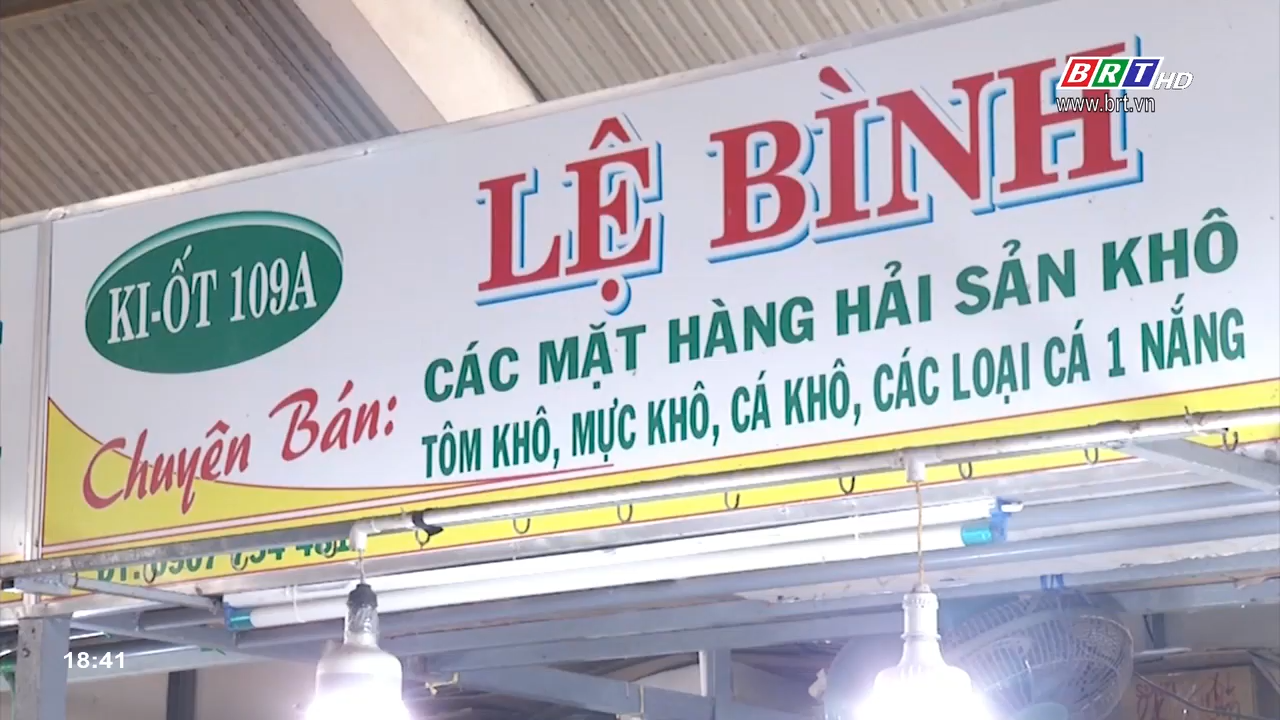 BRT HD
www.brt.vn
LỆ BÌNH
KI-ỐT 109A
Chuyên Bán:
CÁC MẶT HÀNG HẢI SẢN KHÔ
TÔM KHÔ, MỰC KHÔ, CÁ KHÔ, CÁC LOẠI CÁ 1 NẮNG
18:41